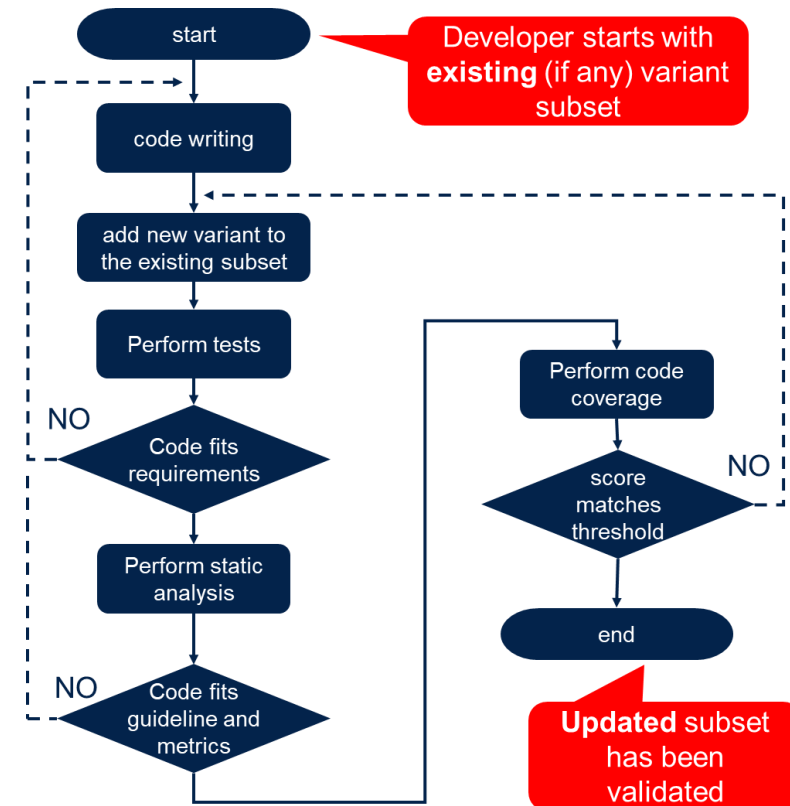 start
Developer starts with
existing (if any) variant
subset
code writing
add new variant to
the existing subset
Perform tests
NO
Code fits
requirements
Perform static
analysis
NO
Code fits
guideline and
metrics
Perform code
coverage
NO
score
matches
threshold
end
Updated subset
has been
validated